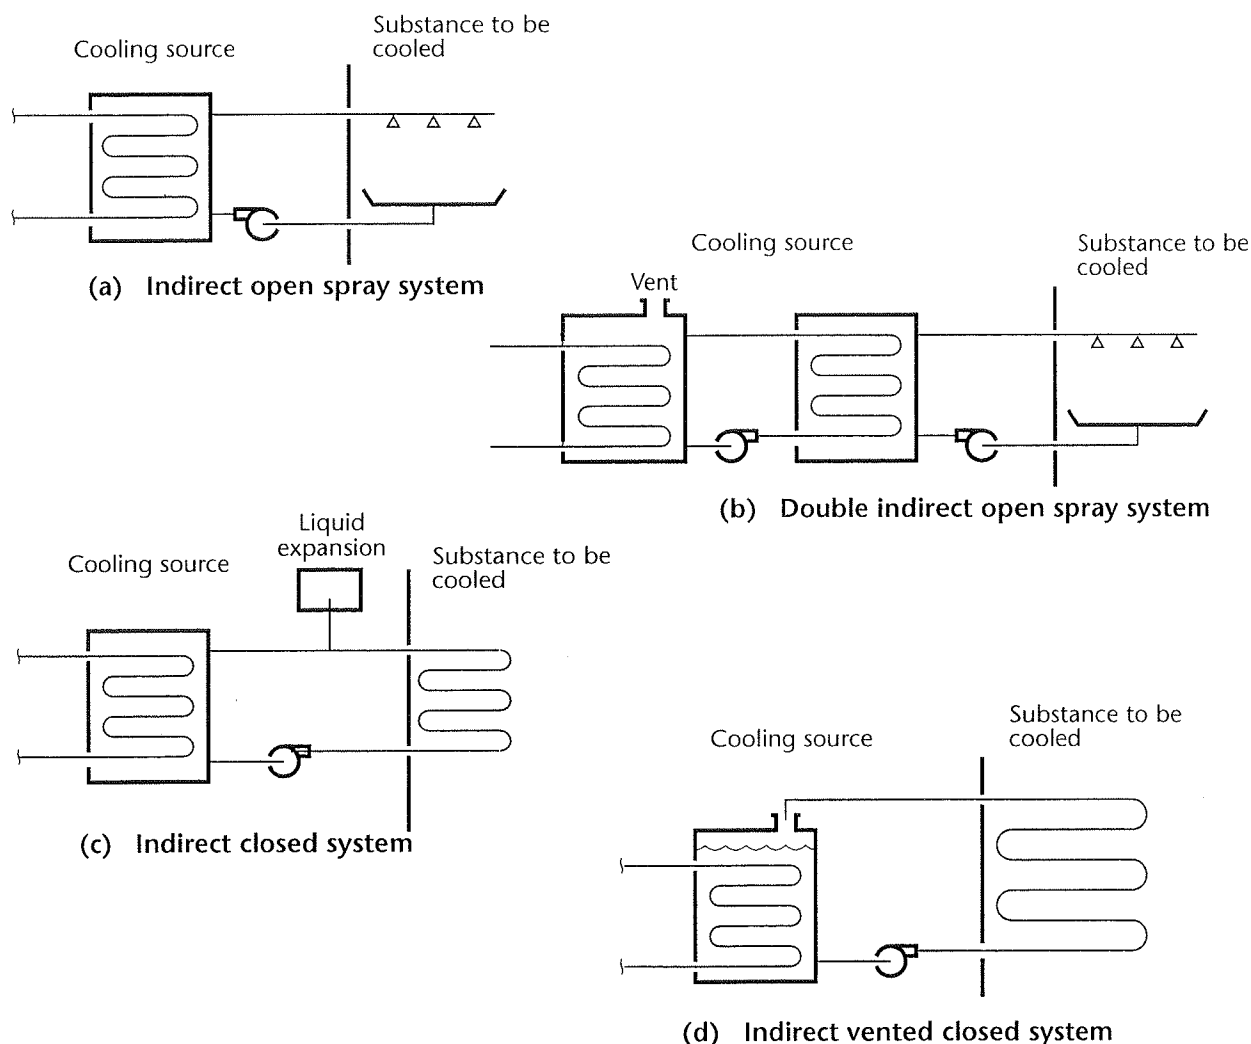 Cooling source
Substance to be
cooled
(a) Indirect open spray system
Cooling source
Substance to be
cooled
Vent
(b) Double indirect open spray system
Liquid
expansion
Cooling source
Substance to be
cooled
(c) Indirect closed system
Cooling source
Substance to be
cooled
(d) Indirect vented closed system